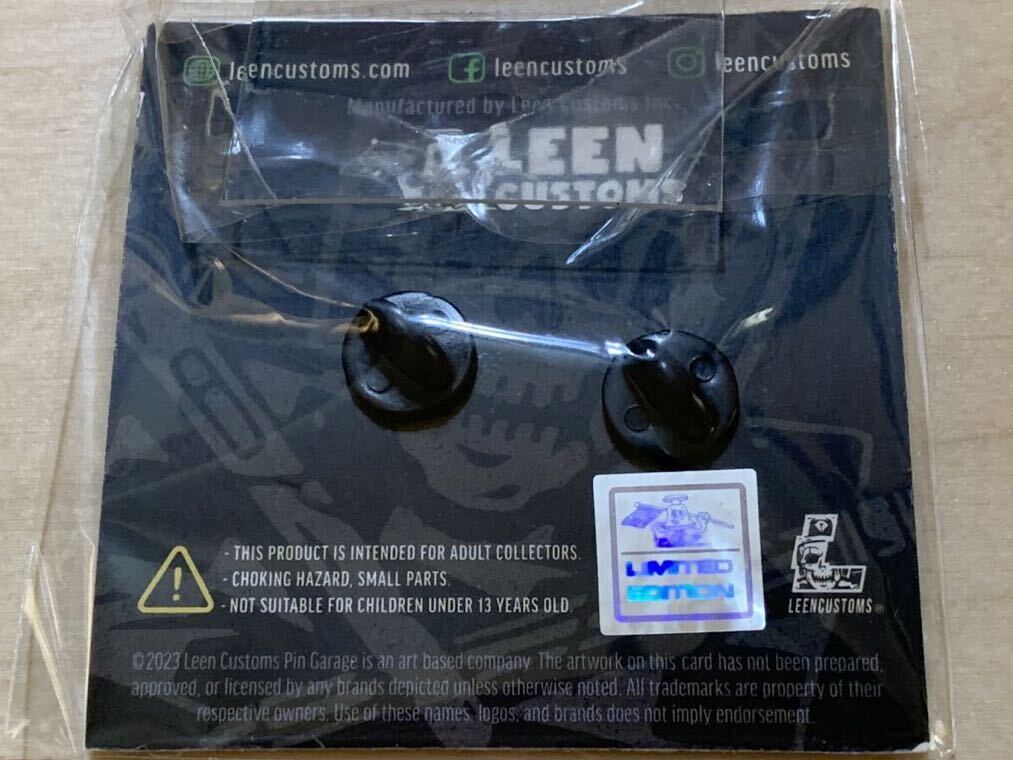 leencustoms.com leencustoms leencustoms
Manufactured by Leen Customs Inc.
LEEN
CUSTOMS
- THIS PRODUCT IS INTENDED FOR ADULT COLLECTORS.
- CHOKING HAZARD, SMALL PARTS.
- NOT SUITABLE FOR CHILDREN UNDER 13 YEARS OLD.
LIMITED
EDITION
LEENCUSTOMS®
©2023 Leen Customs Pin Garage is an art based company. The artwork on this card has not been prepared,
approved, or licensed by any brands depicted unless otherwise noted. All trademarks are property of their
respective owners. Use of these names, logos, and brands does not imply endorsement.